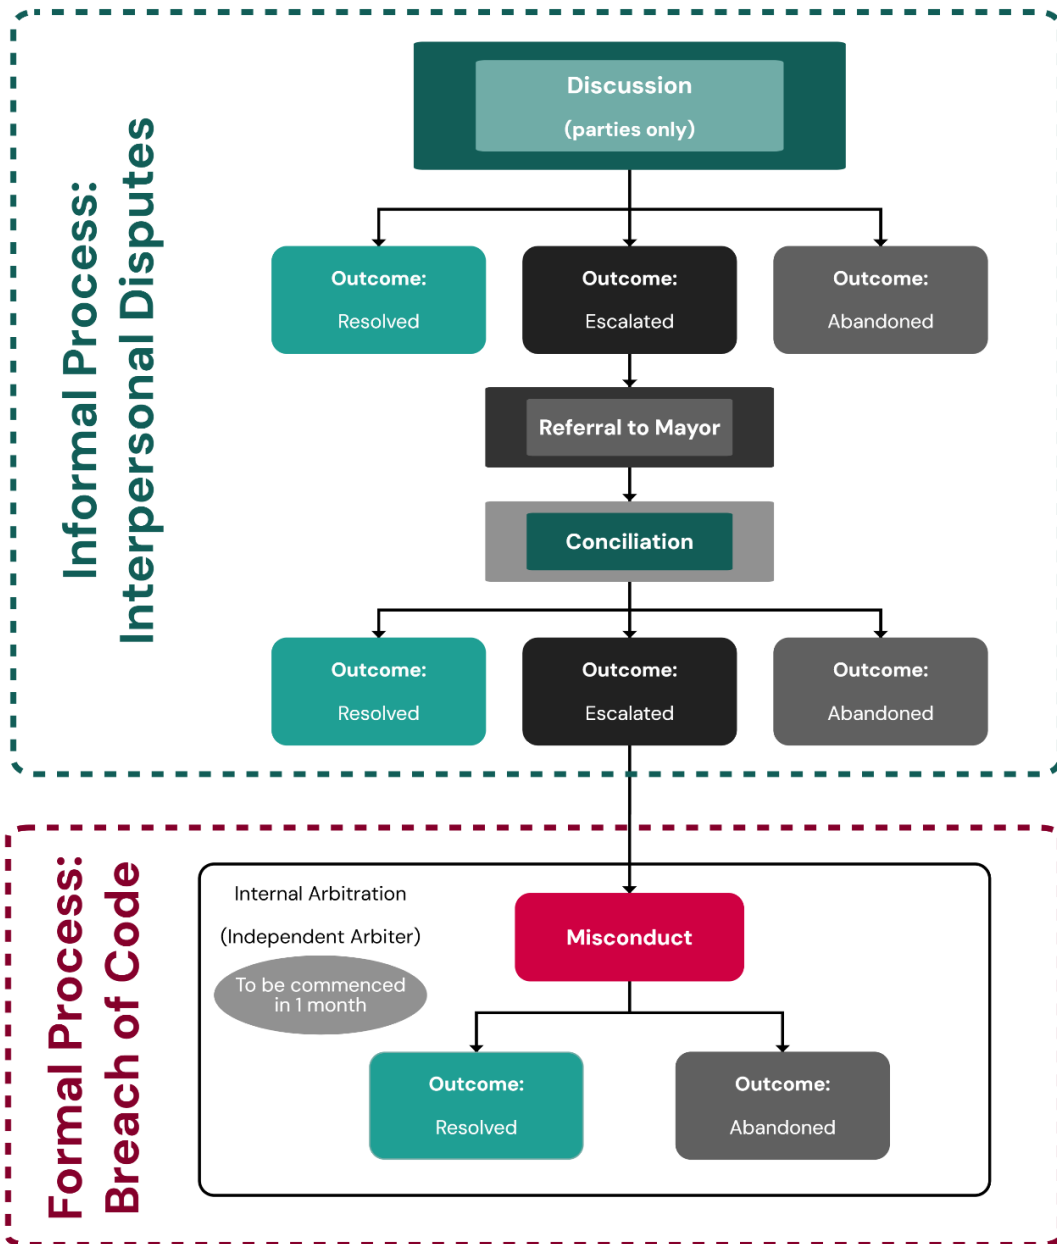 Informal Process:
Interpersonal Disputes
Discussion
(parties only)
Outcome:
Resolved
Outcome:
Escalated
Outcome:
Abandoned
Referral to Mayor
Conciliation
Outcome:
Resolved
Outcome:
Escalated
Outcome:
Abandoned
Formal Process:
Breach of Code
Internal Arbitration
(Independent Arbiter)
To be commenced
in 1 month
Misconduct
Outcome:
Resolved
Outcome:
Abandoned